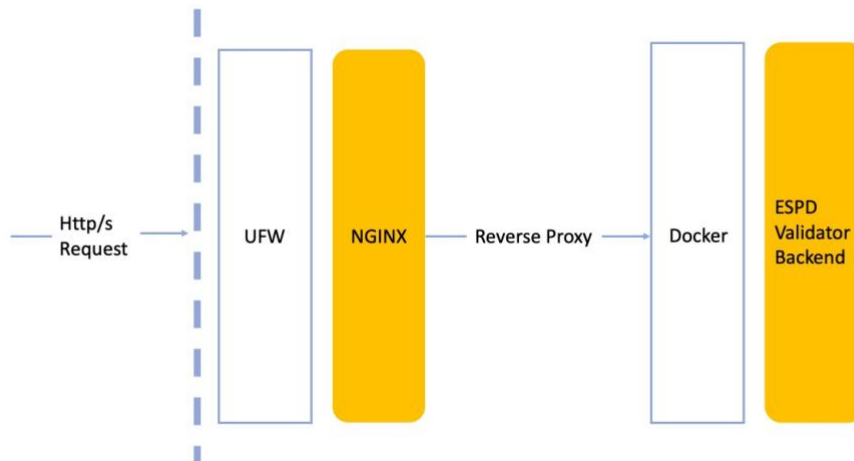 Http/s
Request
UFW
NGINX
Reverse Proxy
Docker
ESPD
Validator
Backend